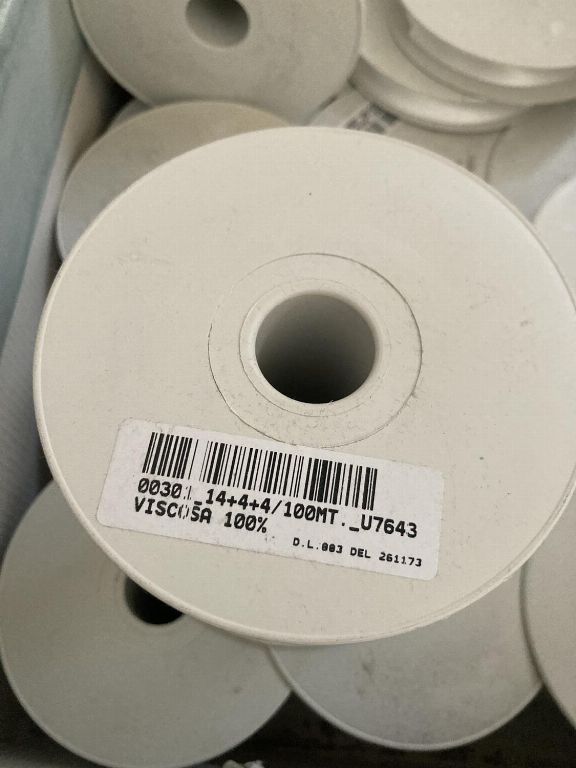 00301_14+4+4/100MT._U7643
VISCOSA 100%
D.L.883 DEL 261173